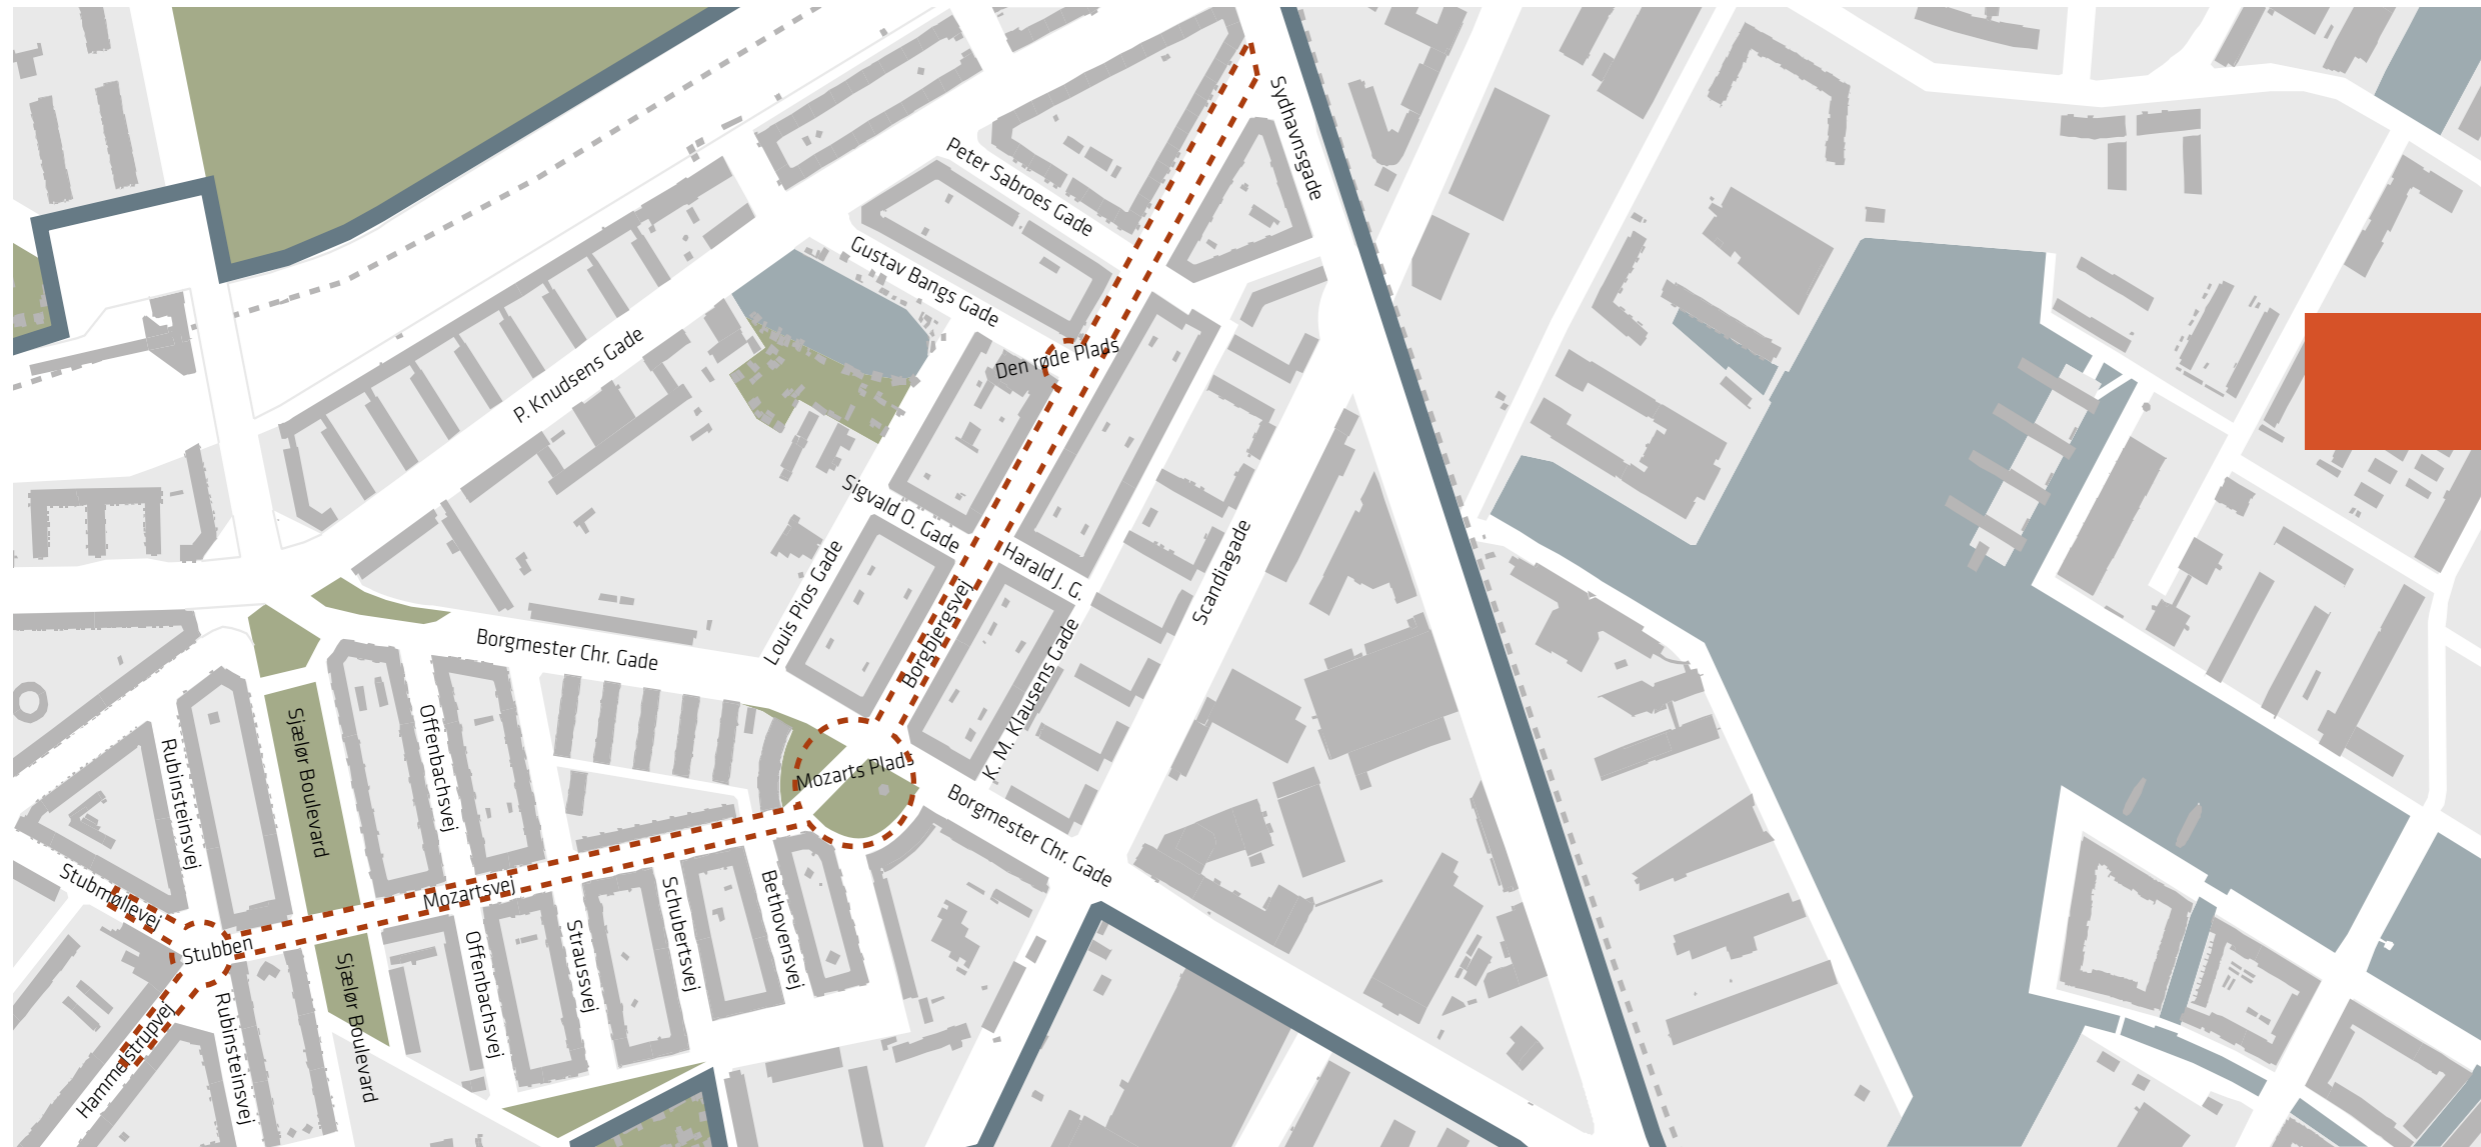 Sydhavnsgade
Peter Sabroes Gade
Gustav Bangs Gade
Den røde Plads
P. Knudsens Gade
Sigvald O. Gade
Harald J. G.
Scandiagade
Louis Pios Gade
Borgbjergsvej
K. M. Klausens Gade
Borgmester Chr. Gade
Mozarts Plads
Borgmester Chr. Gade
Sjælør Boulevard
Offenbachsvej
Rubinsteinsvej
Stubmøllevej
Mozartsvej
Stubben
Schubertsvej
Bethovensvej
Straussvej
Offenbachsvej
Sjælør Boulevard
Rubinsteinsvej
Hammelstrupvej